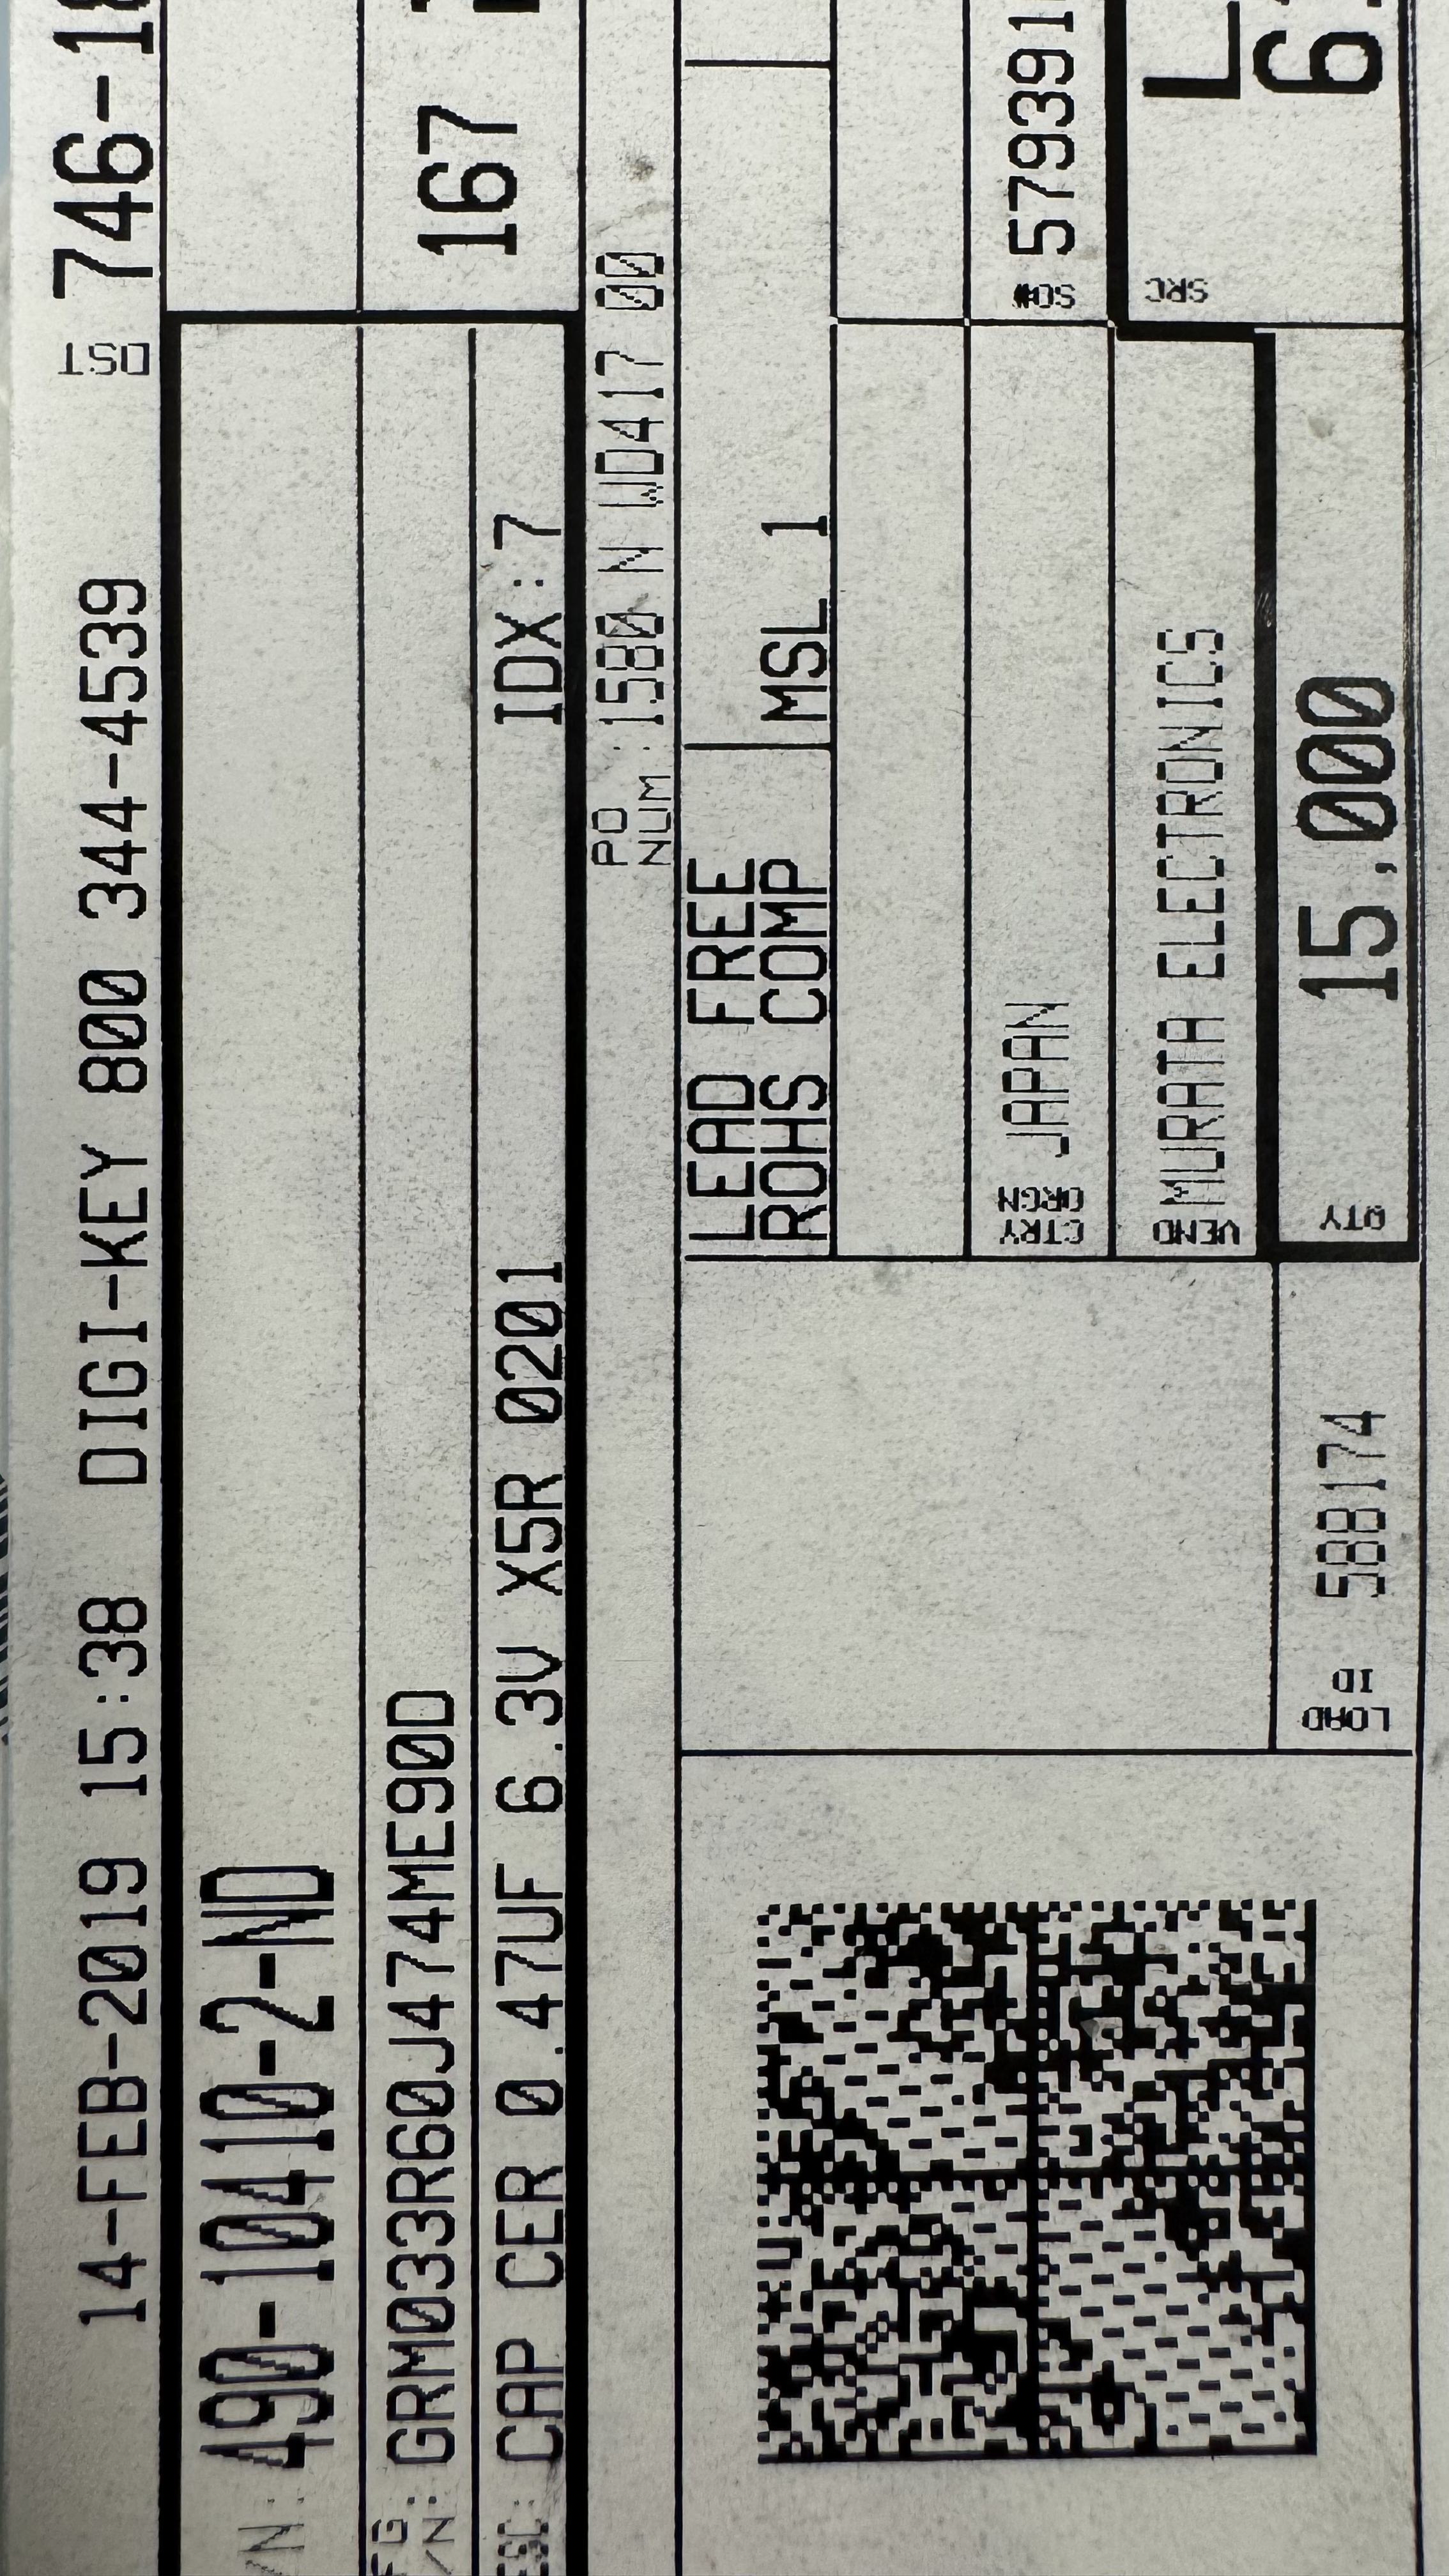 14-FEB-2019 15:38 DIGI-KEY 800 344-4539
DST 746-18
/N: 490-10410-2-ND
FG
/N: GRM033R60J474ME90D
167
ESC: CAP CER 0.47UF 6.3V X5R 0201 IDX:7
PO
NUM :1580 N WD417 00
LEAD FREE
ROHS COMP
MSL 1
CTRY
ORGN JAPAN
SO# 57939
VEND MURATA ELECTRONICS
SRC
QTY 15,000
6.
LOAD
ID 588174